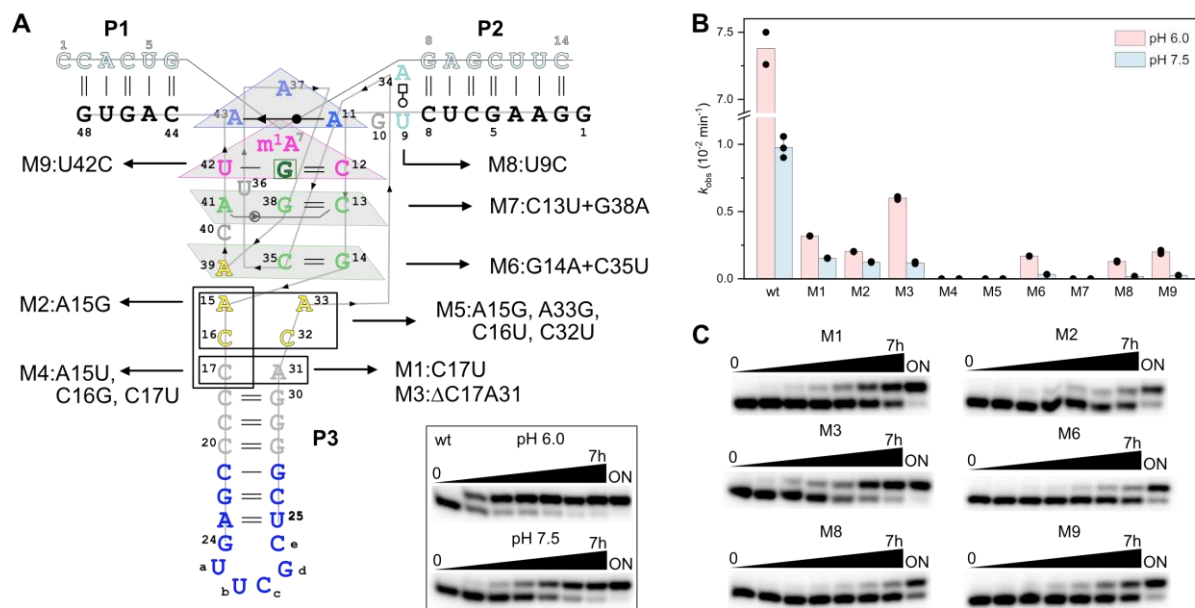 A
P1
P2
1
5
8
14
C C A C U G
G A G C U U C
G U G A C
48
44
43
A
A
37
A
11
34
A
G
10
U
9
C U C G A A G G
8
5
1
m¹A
7
M9:U42C
42
U
G
C
12
M8:U9C
U
36
41
A
38
G
C
13
M7:C13U+G38A
40
C
39
A
35
C
G
14
M6:G14A+C35U
M2:A15G
15
A
A
33
16
C
C
32
M5:A15G, A33G,
C16U, C32U
17
C
A
31
M4:A15U,
C16G, C17U
M1:C17U
M3:ΔC17A31
C
G
30
C
G
20
C
G
P3
C
G
G
C
A
U
25
24
G
C
e
a
U
G
d
b
U
C
c
wt
pH 6.0
0
7h
ON
pH 7.5
0
7h
ON
B
kobs (10⁻² min⁻¹)
7.5
7.0
1.0
0.5
0.0
pH 6.0
pH 7.5
wt M1 M2 M3 M4 M5 M6 M7 M8 M9
C
M1
0
7h
ON
M2
0
7h
ON
M3
0
7h
ON
M6
0
7h
ON
M8
0
7h
ON
M9
0
7h
ON